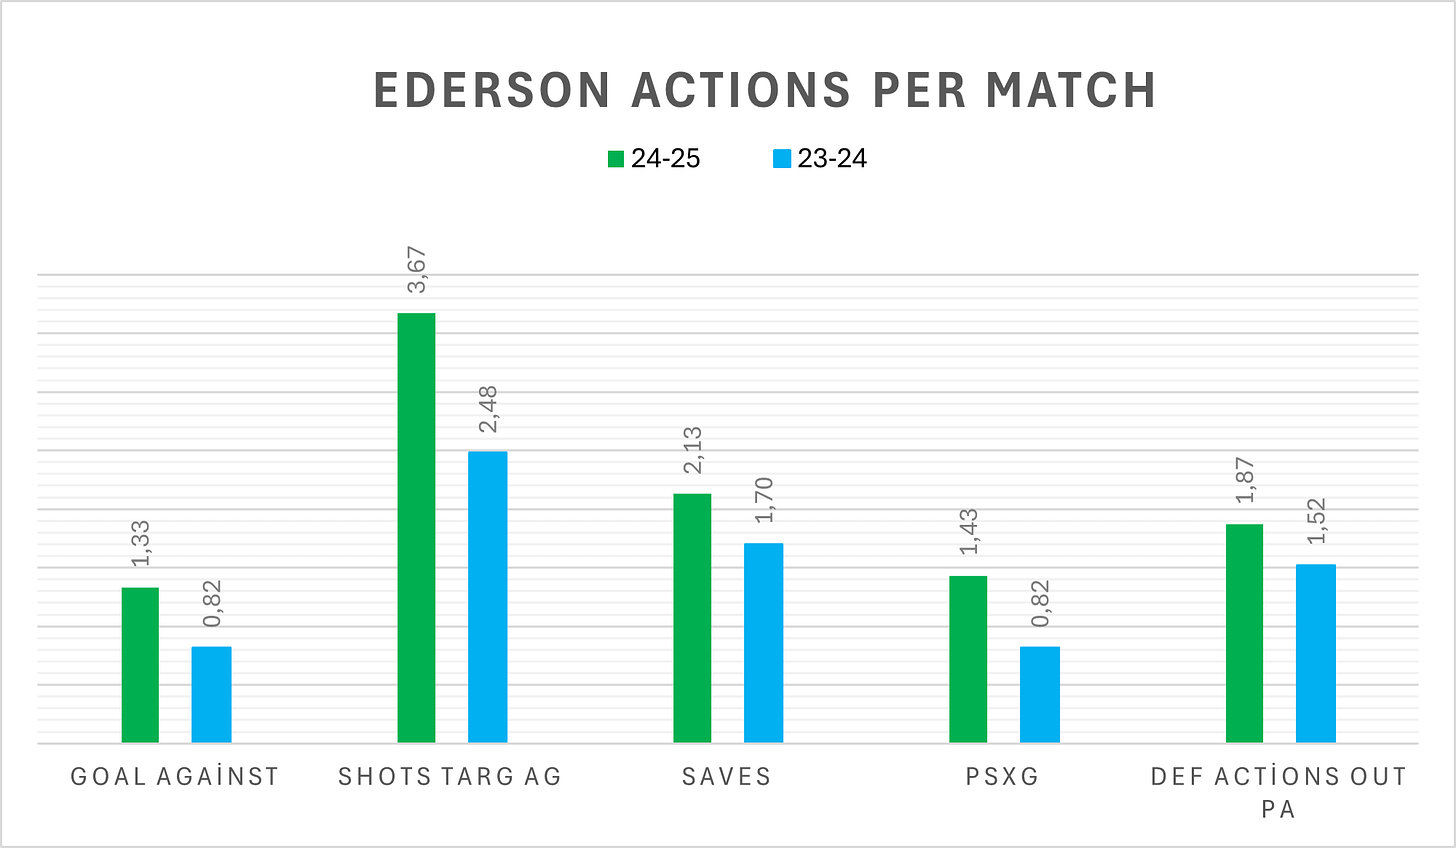 EDERSON ACTIONS PER MATCH
24-25 23-24
1,33
0,82
3,67
2,48
2,13
1,70
1,43
0,82
1,87
1,52
GOAL AGAİNST
SHOTS TARG AG
SAVES
PSXG
DEF ACTİONS OUT
PA